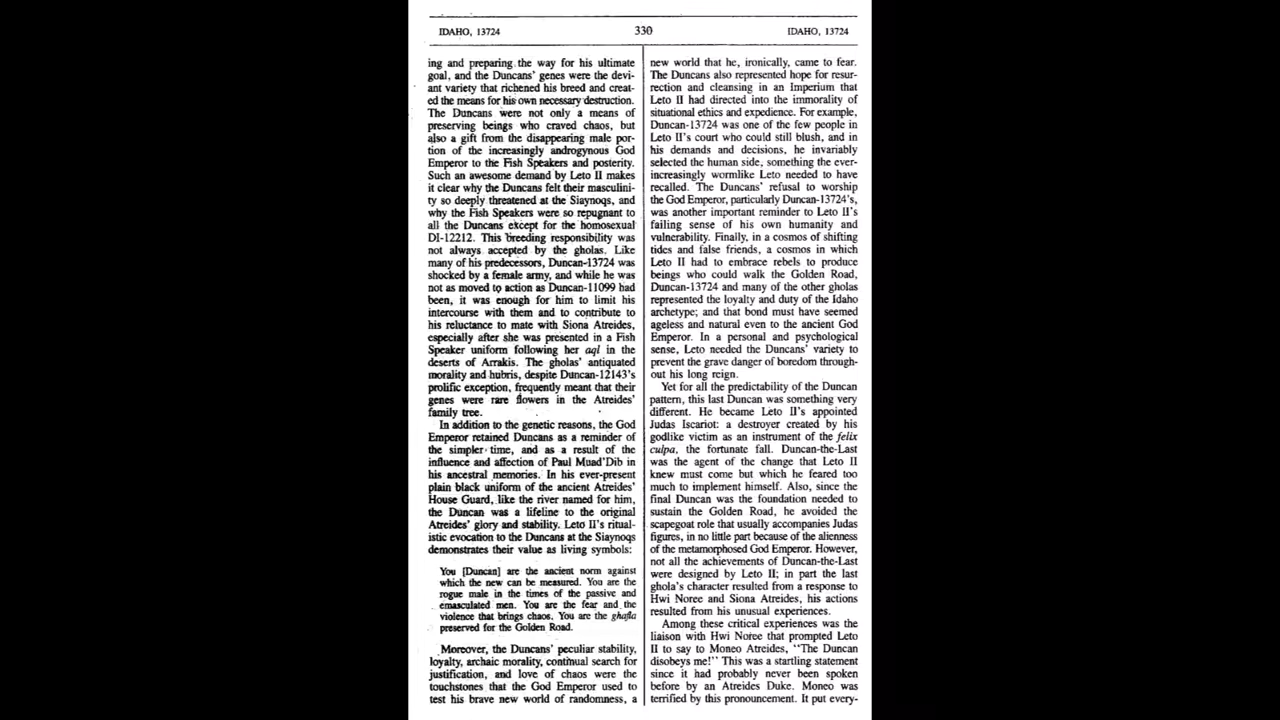 IDAHO, 13724
330
IDAHO, 13724
ing and preparing the way for his ultimate
goal, and the Duncans' genes were the devi-
ant variety that richened his breed and creat-
ed the means for his own necessary destruction.
The Duncans were not only a means of
preserving beings who craved chaos, but
also a gift from the disappearing male por-
tion of the increasingly androgynous God
Emperor to the Fish Speakers and posterity.
Such an awesome demand by Leto II makes
it clear why the Duncans felt their masculini-
ty so deeply threatened at the Siaynoqs, and
why the Fish Speakers were so repugnant to
all the Duncans except for the homosexual
DI-12212. This breeding responsibility was
not always accepted by the gholas. Like
many of his predecessors, Duncan-13724 was
shocked by a female army, and while he was
not as moved to action as Duncan-11099 had
been, it was enough for him to limit his
intercourse with them and to contribute to
his reluctance to mate with Siona Atreides,
especially after she was presented in a Fish
Speaker uniform following her aql in the
deserts of Arrakis. The gholas' antiquated
morality and hubris, despite Duncan-12143's
prolific exception, frequently meant that their
genes were rare flowers in the Atreides'
family tree.
In addition to the genetic reasons, the God
Emperor retained Duncans as a reminder of
the simpler time, and as a result of the
influence and affection of Paul Muad'Dib in
his ancestral memories. In his ever-present
plain black uniform of the ancient Atreides'
House Guard, like the river named for him,
the Duncan was a lifeline to the original
Atreides' glory and stability. Leto II's ritual-
istic evocation to the Duncans at the Siaynoqs
demonstrates their value as living symbols:
You [Duncan] are the ancient norm against
which the new can be measured. You are the
rogue male in the times of the passive and
emasculated men. You are the fear and the
violence that brings chaos. You are the ghafla
preserved for the Golden Road.
Moreover, the Duncans' peculiar stability,
loyalty, archaic morality, continual search for
justification, and love of chaos were the
touchstones that the God Emperor used to
test his brave new world of randomness, a
new world that he, ironically, came to fear.
The Duncans also represented hope for resur-
rection and cleansing in an Imperium that
Leto II had directed into the immorality of
situational ethics and expedience. For example,
Duncan-13724 was one of the few people in
Leto II's court who could still blush, and in
his demands and decisions, he invariably
selected the human side, something the ever-
increasingly wormlike Leto needed to have
recalled. The Duncans' refusal to worship
the God Emperor, particularly Duncan-13724's,
was another important reminder to Leto II's
failing sense of his own humanity and
vulnerability. Finally, in a cosmos of shifting
tides and false friends, a cosmos in which
Leto II had to embrace rebels to produce
beings who could walk the Golden Road,
Duncan-13724 and many of the other gholas
represented the loyalty and duty of the Idaho
archetype; and that bond must have seemed
ageless and natural even to the ancient God
Emperor. In a personal and psychological
sense, Leto needed the Duncans' variety to
prevent the grave danger of boredom through-
out his long reign.
Yet for all the predictability of the Duncan
pattern, this last Duncan was something very
different. He became Leto II's appointed
Judas Iscariot: a destroyer created by his
godlike victim as an instrument of the felix
culpa, the fortunate fall. Duncan-the-Last
was the agent of the change that Leto II
knew must come but which he feared too
much to implement himself. Also, since the
final Duncan was the foundation needed to
sustain the Golden Road, he avoided the
scapegoat role that usually accompanies Judas
figures, in no little part because of the alienness
of the metamorphosed God Emperor. However,
not all the achievements of Duncan-the-Last
were designed by Leto II; in part the last
ghola's character resulted from a response to
Hwi Noree and Siona Atreides, his actions
resulted from his unusual experiences.
Among these critical experiences was the
liaison with Hwi Noree that prompted Leto
II to say to Moneo Atreides, "The Duncan
disobeys me!" This was a startling statement
since it had probably never been spoken
before by an Atreides Duke. Moneo was
terrified by this pronouncement. It put every-